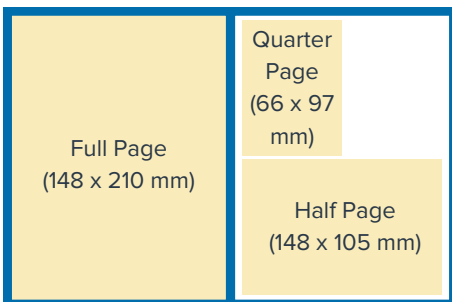 Full Page
(148 x 210 mm)
Quarter
Page
(66 x 97
mm)
Half Page
(148 x 105 mm)